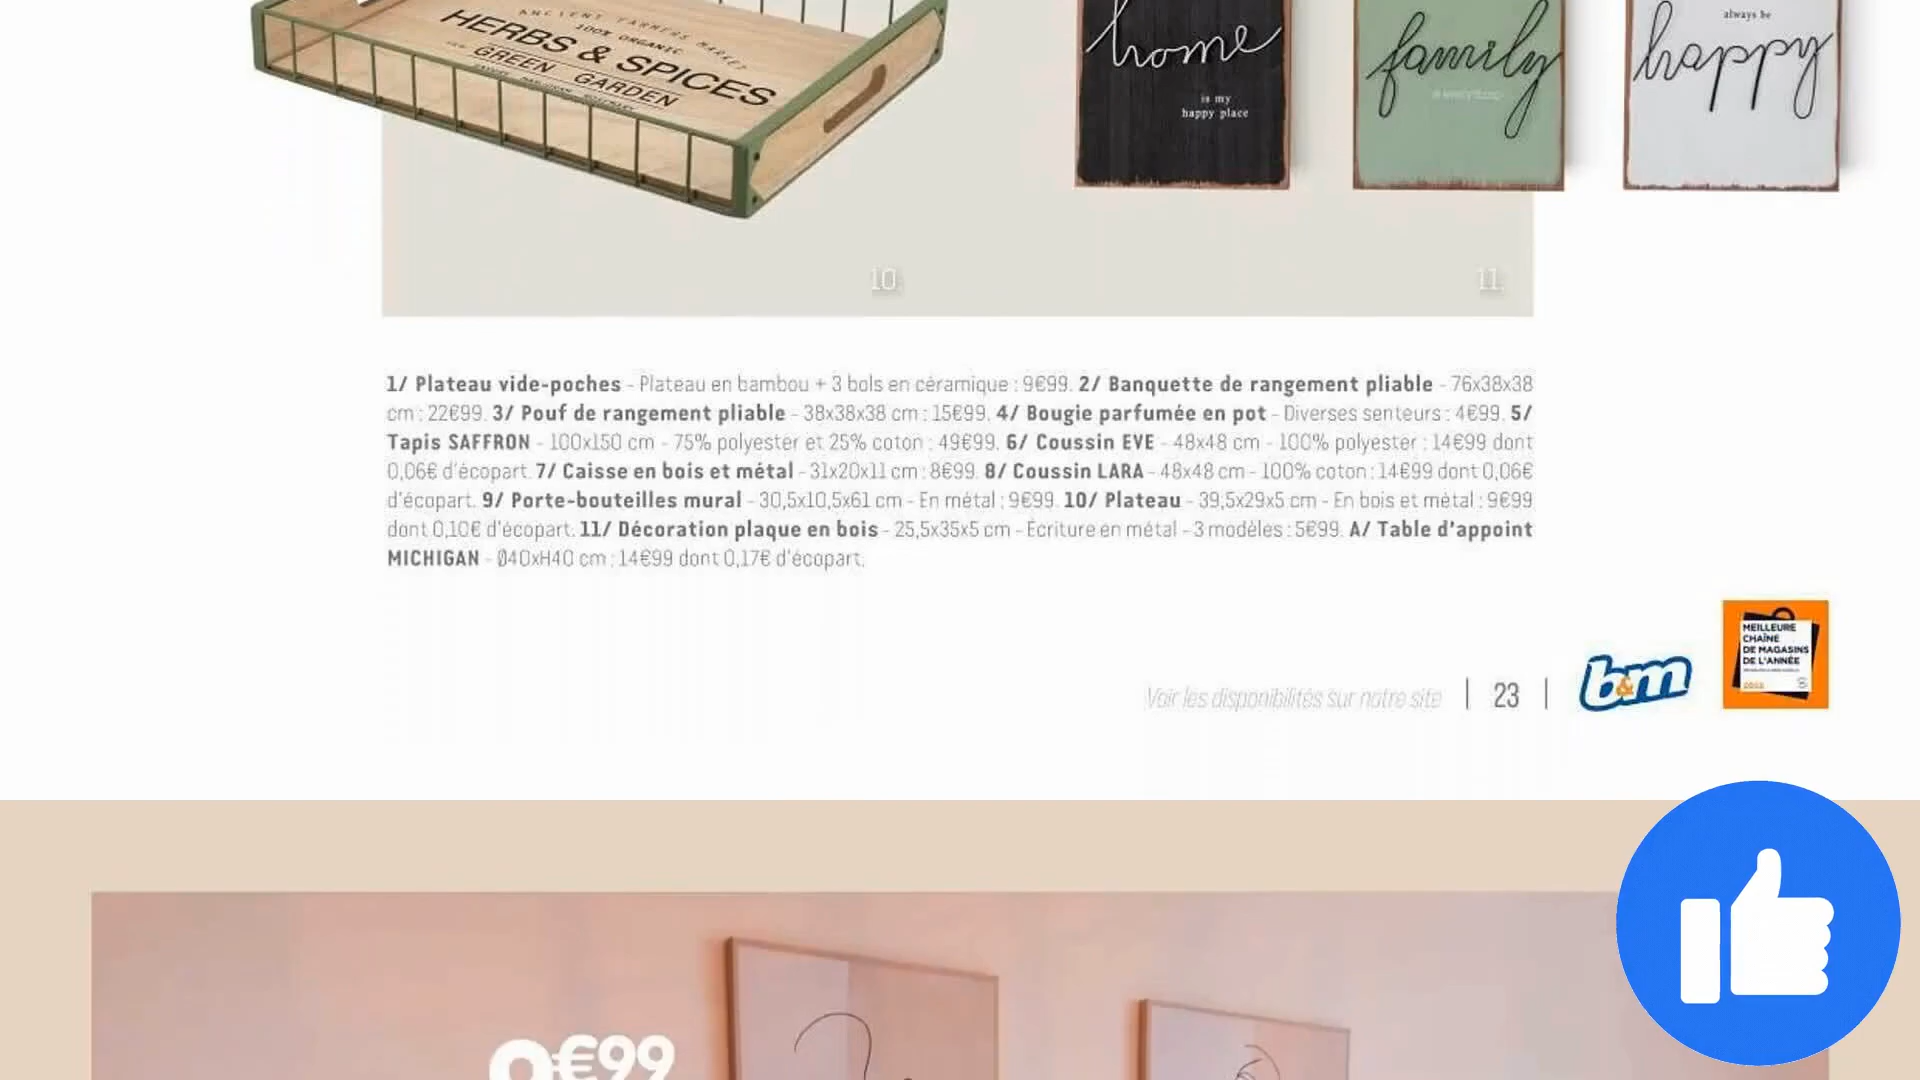 ANCIENT FARMERS MARKET
100% ORGANIC
HERBS & SPICES
GREEN GARDEN
home
is my
happy place
family
always be
happy
10.
11.
1/ Plateau vide-poches - Plateau en bambou + 3 bols en céramique : 9€99. 2/ Banquette de rangement pliable - 76x38x38
cm : 22€99. 3/ Pouf de rangement pliable - 38x38x38 cm : 15€99. 4/ Bougie parfumée en pot - Diverses senteurs : 4€99. 5/
Tapis SAFFRON - 100x150 cm - 75% polyester et 25% coton : 49€99. 6/ Coussin EVE - 48x48 cm - 100% polyester : 14€99 dont
0,06€ d'écopart. 7/ Caisse en bois et métal - 31x20x11 cm : 8€99. 8/ Coussin LARA - 48x48 cm - 100% coton : 14€99 dont 0,06€
d'écopart. 9/ Porte-bouteilles mural - 30,5x10,5x61 cm - En métal : 9€99. 10/ Plateau - 39,5x29x5 cm - En bois et métal : 9€99
dont 0,10€ d'écopart. 11/ Décoration plaque en bois - 25,5x35x5 cm - Écriture en métal - 3 modèles : 5€99. A/ Table d'appoint
MICHIGAN - Ø40xH40 cm : 14€99 dont 0,17€ d'écopart.
MEILLEURE
CHAÎNE
DE MAGASINS
DE L'ANNÉE
Voir les disponibilités sur notre site | 23 |
b&m
9€99